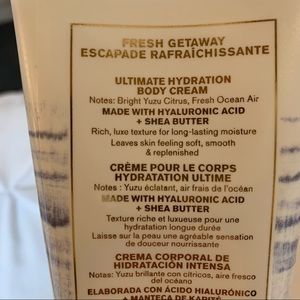 FRESH GETAWAY
ESCAPADE RAFRAÎCHISSANTE
ULTIMATE HYDRATION
BODY CREAM
Notes: Bright Yuzu Citrus, Fresh Ocean Air
MADE WITH HYALURONIC ACID
+ SHEA BUTTER
Rich, luxe texture for long-lasting moisture
Leaves skin feeling soft, smooth
& replenished
CRÈME POUR LE CORPS
HYDRATATION ULTIME
Notes : Yuzu éclatant, air frais de l'océan
MADE WITH HYALURONIC ACID
+ SHEA BUTTER
Texture riche et luxueuse pour une
hydratation longue durée
Laisse sur la peau une agréable sensation
de douceur nourrissante
CREMA CORPORAL DE
HIDRATACIÓN INTENSA
Notas: Yuzu brillante con cítricos, aire fresco
del océano
ELABORADA CON ÁCIDO HIALURÓNICO
+ MANTECA DE KARITÉ